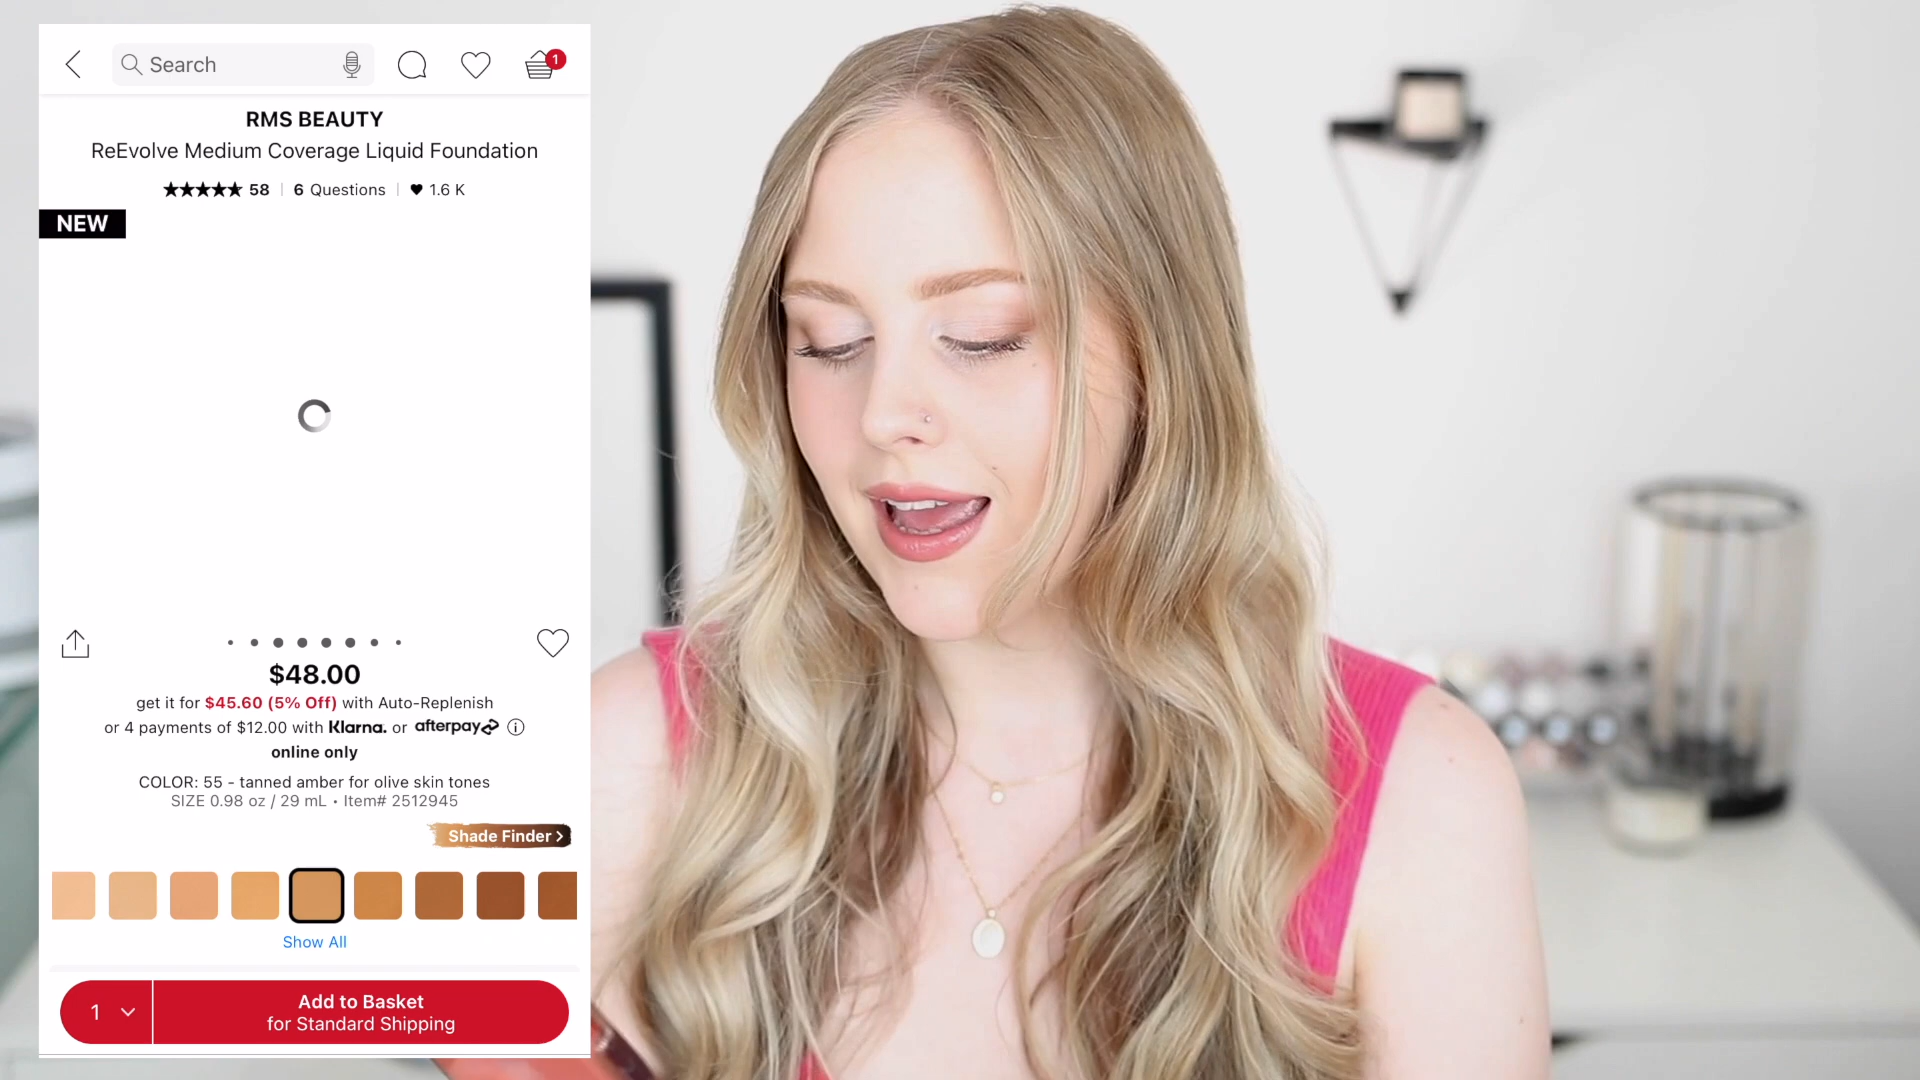 Search
1
RMS BEAUTY
ReEvolve Medium Coverage Liquid Foundation
★★★★★ 58 | 6 Questions | ♥ 1.6 K
NEW
$48.00
get it for $45.60 (5% Off) with Auto-Replenish
or 4 payments of $12.00 with Klarna. or afterpay
online only
COLOR: 55 - tanned amber for olive skin tones
SIZE 0.98 oz / 29 mL • Item# 2512945
Shade Finder >
Show All
1
Add to Basket
for Standard Shipping